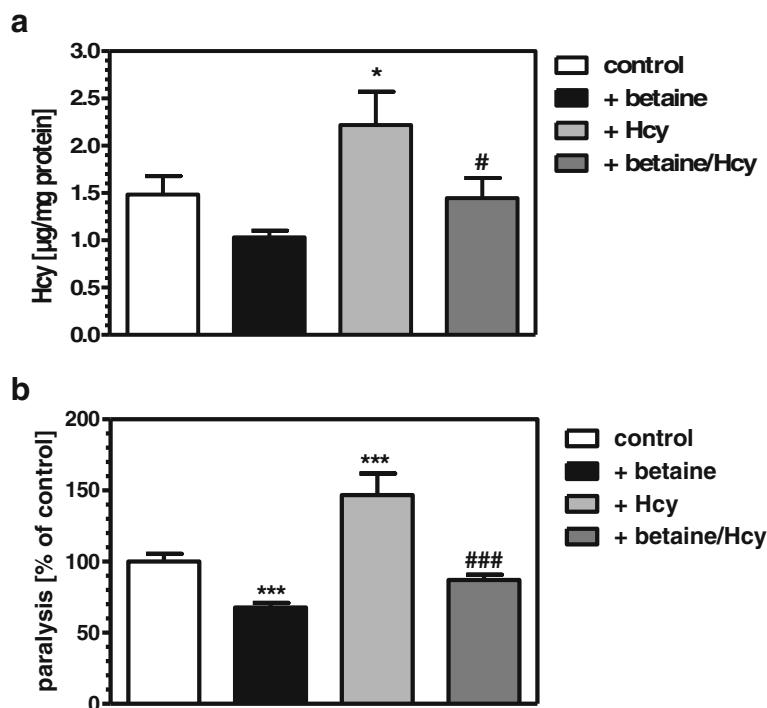 a
Hcy [µg/mg protein]
3.0
2.5
2.0
1.5
1.0
0.5
0.0
*
#
control
+ betaine
+ Hcy
+ betaine/Hcy
b
paralysis [% of control]
200
150
100
50
0
***
***
###
control
+ betaine
+ Hcy
+ betaine/Hcy